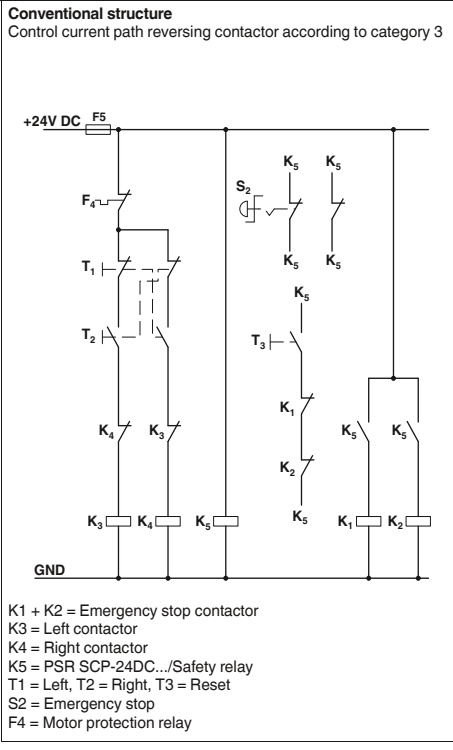 Conventional structure
Control current path reversing contactor according to category 3
+24V DC F5
K5 K5
S2
F4
K5 K5
T1
K5
T2 T3
K1
K4 K3 K5 K5
K2
K5
K3 K4 K5 K1 K2
GND
K1 + K2 = Emergency stop contactor
K3 = Left contactor
K4 = Right contactor
K5 = PSR SCP-24DC.../Safety relay
T1 = Left, T2 = Right, T3 = Reset
S2 = Emergency stop
F4 = Motor protection relay